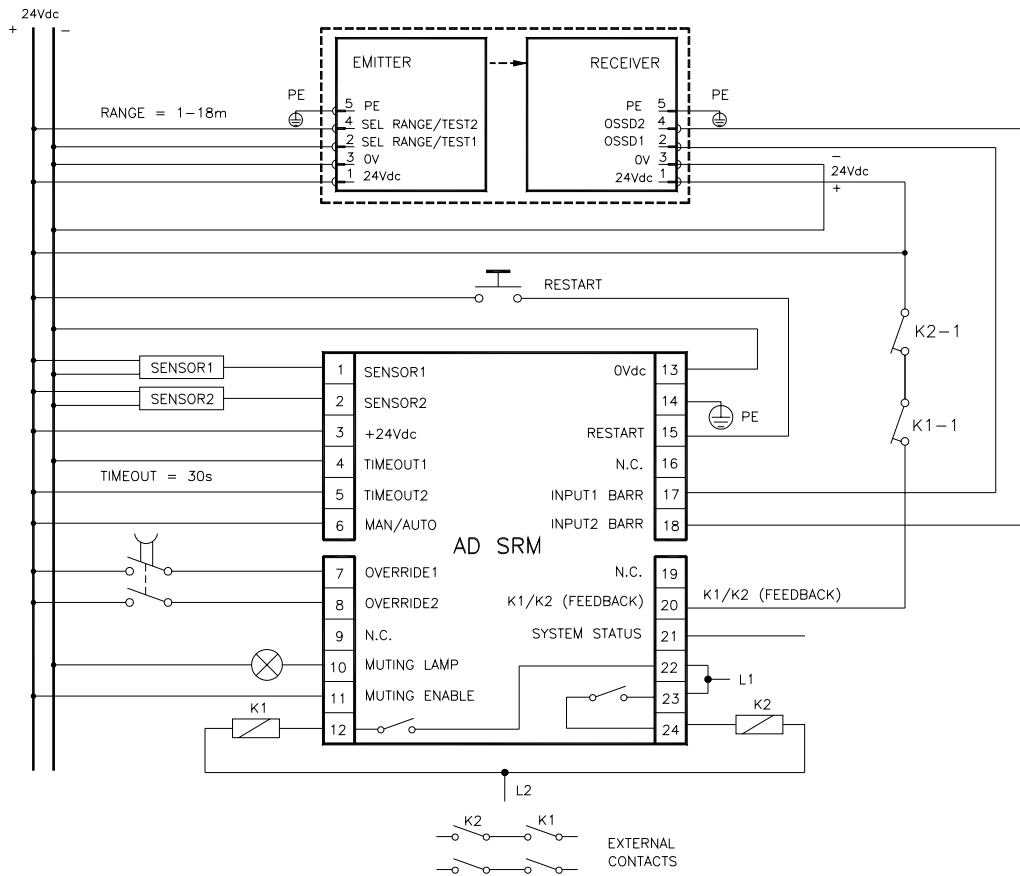 24Vdc
+ −
EMITTER
RECEIVER
PE
RANGE = 1−18m
5 PE
4 SEL RANGE/TEST2
2 SEL RANGE/TEST1
3 0V
1 24Vdc
PE 5
OSSD2 4
OSSD1 2
0V 3
24Vdc 1
PE
−
24Vdc
+
RESTART
K2−1
K1−1
SENSOR1
SENSOR2
TIMEOUT = 30s
1 SENSOR1
2 SENSOR2
3 +24Vdc
4 TIMEOUT1
5 TIMEOUT2
6 MAN/AUTO
0Vdc 13
14
PE
RESTART 15
N.C. 16
INPUT1 BARR 17
INPUT2 BARR 18
AD SRM
7 OVERRIDE1
8 OVERRIDE2
9 N.C.
10 MUTING LAMP
11 MUTING ENABLE
12
N.C. 19
K1/K2 (FEEDBACK) 20
K1/K2 (FEEDBACK)
SYSTEM STATUS 21
22
23
24
L1
K1
K2
L2
K2 K1
EXTERNAL
CONTACTS